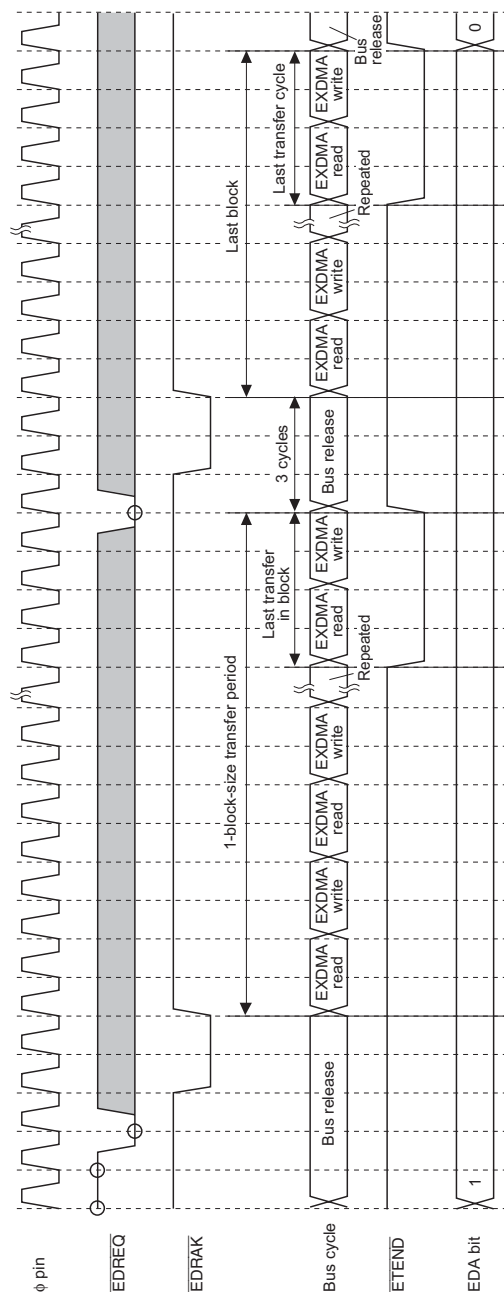 φ pin
EDREQ
EDRAK
1-block-size transfer period
Last transfer
in block
3 cycles
Last block
Last transfer cycle
Bus cycle
Bus release
EXDMA
read
EXDMA
write
EXDMA
read
EXDMA
write
Repeated
EXDMA
read
EXDMA
write
Bus release
EXDMA
read
EXDMA
write
Repeated
EXDMA
read
EXDMA
write
Bus
release
ETEND
EDA bit
1
0